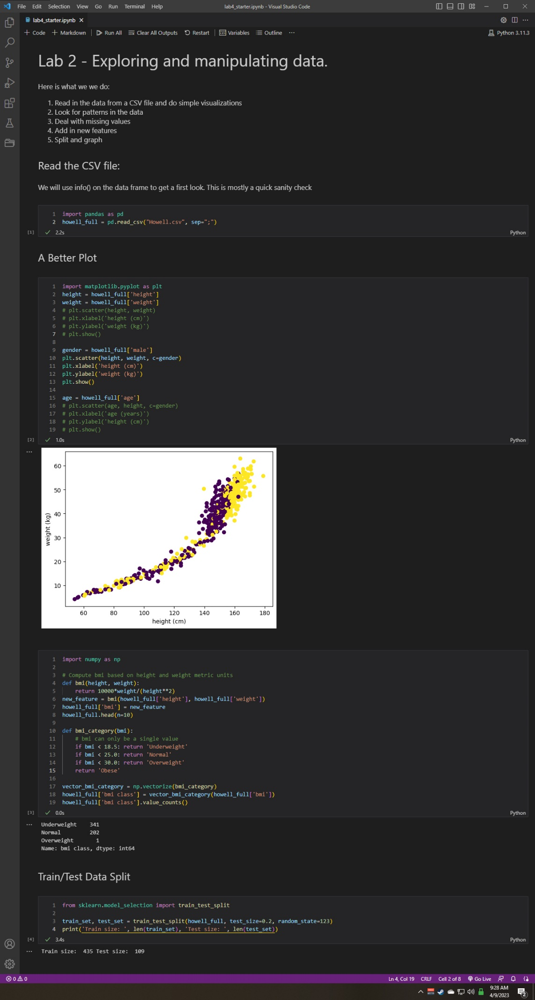 File Edit Selection View Go Run Terminal Help lab4_starter.ipynb - Visual Studio Code
lab4_starter.ipynb
+ Code + Markdown Run All Clear All Outputs Restart Variables Outline ... Python 3.11.3
Lab 2 - Exploring and manipulating data.
Here is what we we do:
1. Read in the data from a CSV file and do simple visualizations
2. Look for patterns in the data
3. Deal with missing values
4. Add in new features
5. Split and graph
Read the CSV file:
We will use info() on the data frame to get a first look. This is mostly a quick sanity check
1 import pandas as pd
2 howell_full = pd.read_csv("Howell.csv", sep=";")
[1] ✓ 2.2s Python
A Better Plot
1 import matplotlib.pyplot as plt
2 height = howell_full['height']
3 weight = howell_full['weight']
4 # plt.scatter(height, weight)
5 # plt.xlabel('height (cm)')
6 # plt.ylabel('weight (kg)')
7 # plt.show()
8
9 gender = howell_full['male']
10 plt.scatter(height, weight, c=gender)
11 plt.xlabel('height (cm)')
12 plt.ylabel('weight (kg)')
13 plt.show()
14
15 age = howell_full['age']
16 # plt.scatter(age, height, c=gender)
17 # plt.xlabel('age (years)')
18 # plt.ylabel('height (cm)')
19 # plt.show()
[2] ✓ 1.0s Python
...
60
50
40
30
20
10
weight (kg)
60 80 100 120 140 160 180
height (cm)
1 import numpy as np
2
3 # Compute bmi based on height and weight metric units
4 def bmi(height, weight):
5 return 10000*weight/(height**2)
6 new_feature = bmi(howell_full['height'], howell_full['weight'])
7 howell_full['bmi'] = new_feature
8 howell_full.head(n=10)
9
10 def bmi_category(bmi):
11 # bmi can only be a single value
12 if bmi < 18.5: return 'Underweight'
13 if bmi < 25.0: return 'Normal'
14 if bmi < 30.0: return 'Overweight'
15 return 'Obese'
16
17 vector_bmi_category = np.vectorize(bmi_category)
18 howell_full['bmi class'] = vector_bmi_category(howell_full['bmi'])
19 howell_full['bmi class'].value_counts()
[3] ✓ 0.0s Python
... Underweight 341
Normal 202
Overweight 1
Name: bmi class, dtype: int64
Train/Test Data Split
1 from sklearn.model_selection import train_test_split
2
3 train_set, test_set = train_test_split(howell_full, test_size=0.2, random_state=123)
4 print('Train size: ', len(train_set), 'Test size: ', len(test_set))
[4] ✓ 3.4s Python
... Train size: 435 Test size: 109
0 0 Ln 4, Col 19 CRLF Cell 2 of 8 Go Live
9:28 AM
4/9/2023 2